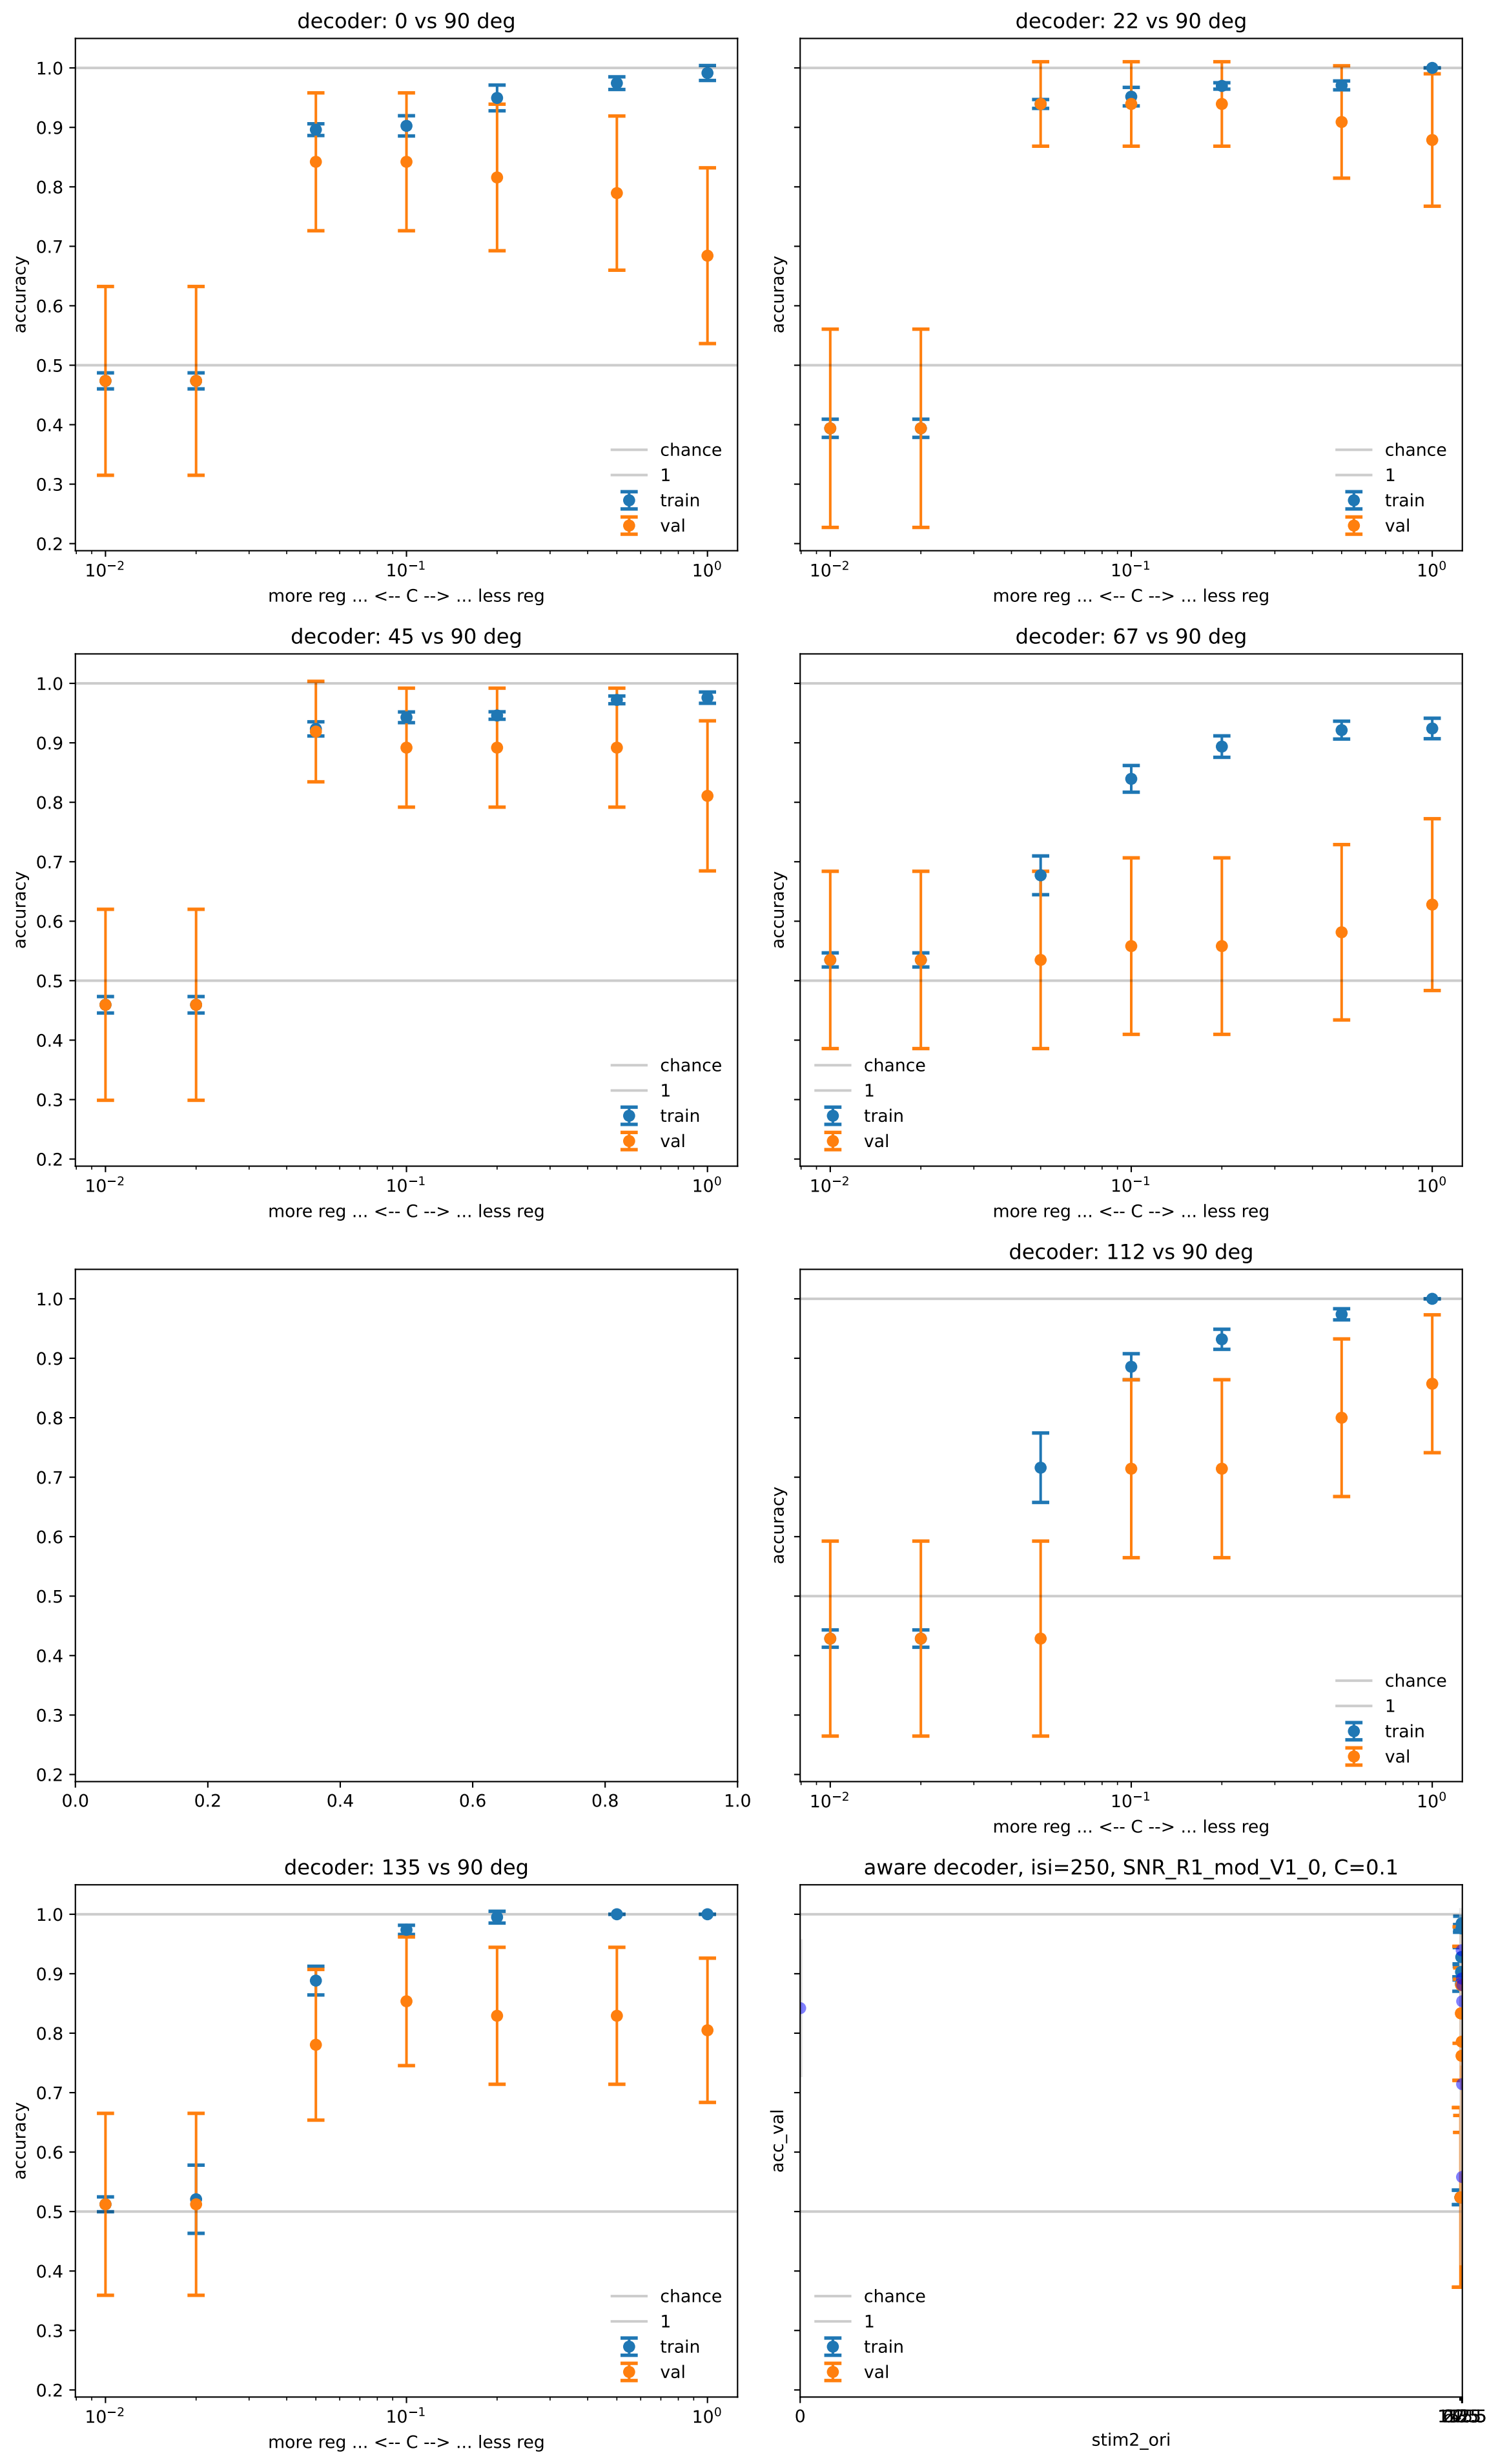 decoder: 0 vs 90 deg
1.0
0.9
0.8
0.7
0.6
0.5
0.4
0.3
0.2
accuracy
chance
1
train
val
10⁻² 10⁻¹ 10⁰
more reg ... <-- C --> ... less reg
decoder: 22 vs 90 deg
accuracy
chance
1
train
val
10⁻² 10⁻¹ 10⁰
more reg ... <-- C --> ... less reg
decoder: 45 vs 90 deg
1.0
0.9
0.8
0.7
0.6
0.5
0.4
0.3
0.2
accuracy
chance
1
train
val
10⁻² 10⁻¹ 10⁰
more reg ... <-- C --> ... less reg
decoder: 67 vs 90 deg
accuracy
chance
1
train
val
10⁻² 10⁻¹ 10⁰
more reg ... <-- C --> ... less reg
1.0
0.9
0.8
0.7
0.6
0.5
0.4
0.3
0.2
0.0 0.2 0.4 0.6 0.8 1.0
decoder: 112 vs 90 deg
accuracy
chance
1
train
val
10⁻² 10⁻¹ 10⁰
more reg ... <-- C --> ... less reg
decoder: 135 vs 90 deg
1.0
0.9
0.8
0.7
0.6
0.5
0.4
0.3
0.2
accuracy
chance
1
train
val
10⁻² 10⁻¹ 10⁰
more reg ... <-- C --> ... less reg
aware decoder, isi=250, SNR_R1_mod_V1_0, C=0.1
acc_val
chance
1
train
val
0
stim2_ori